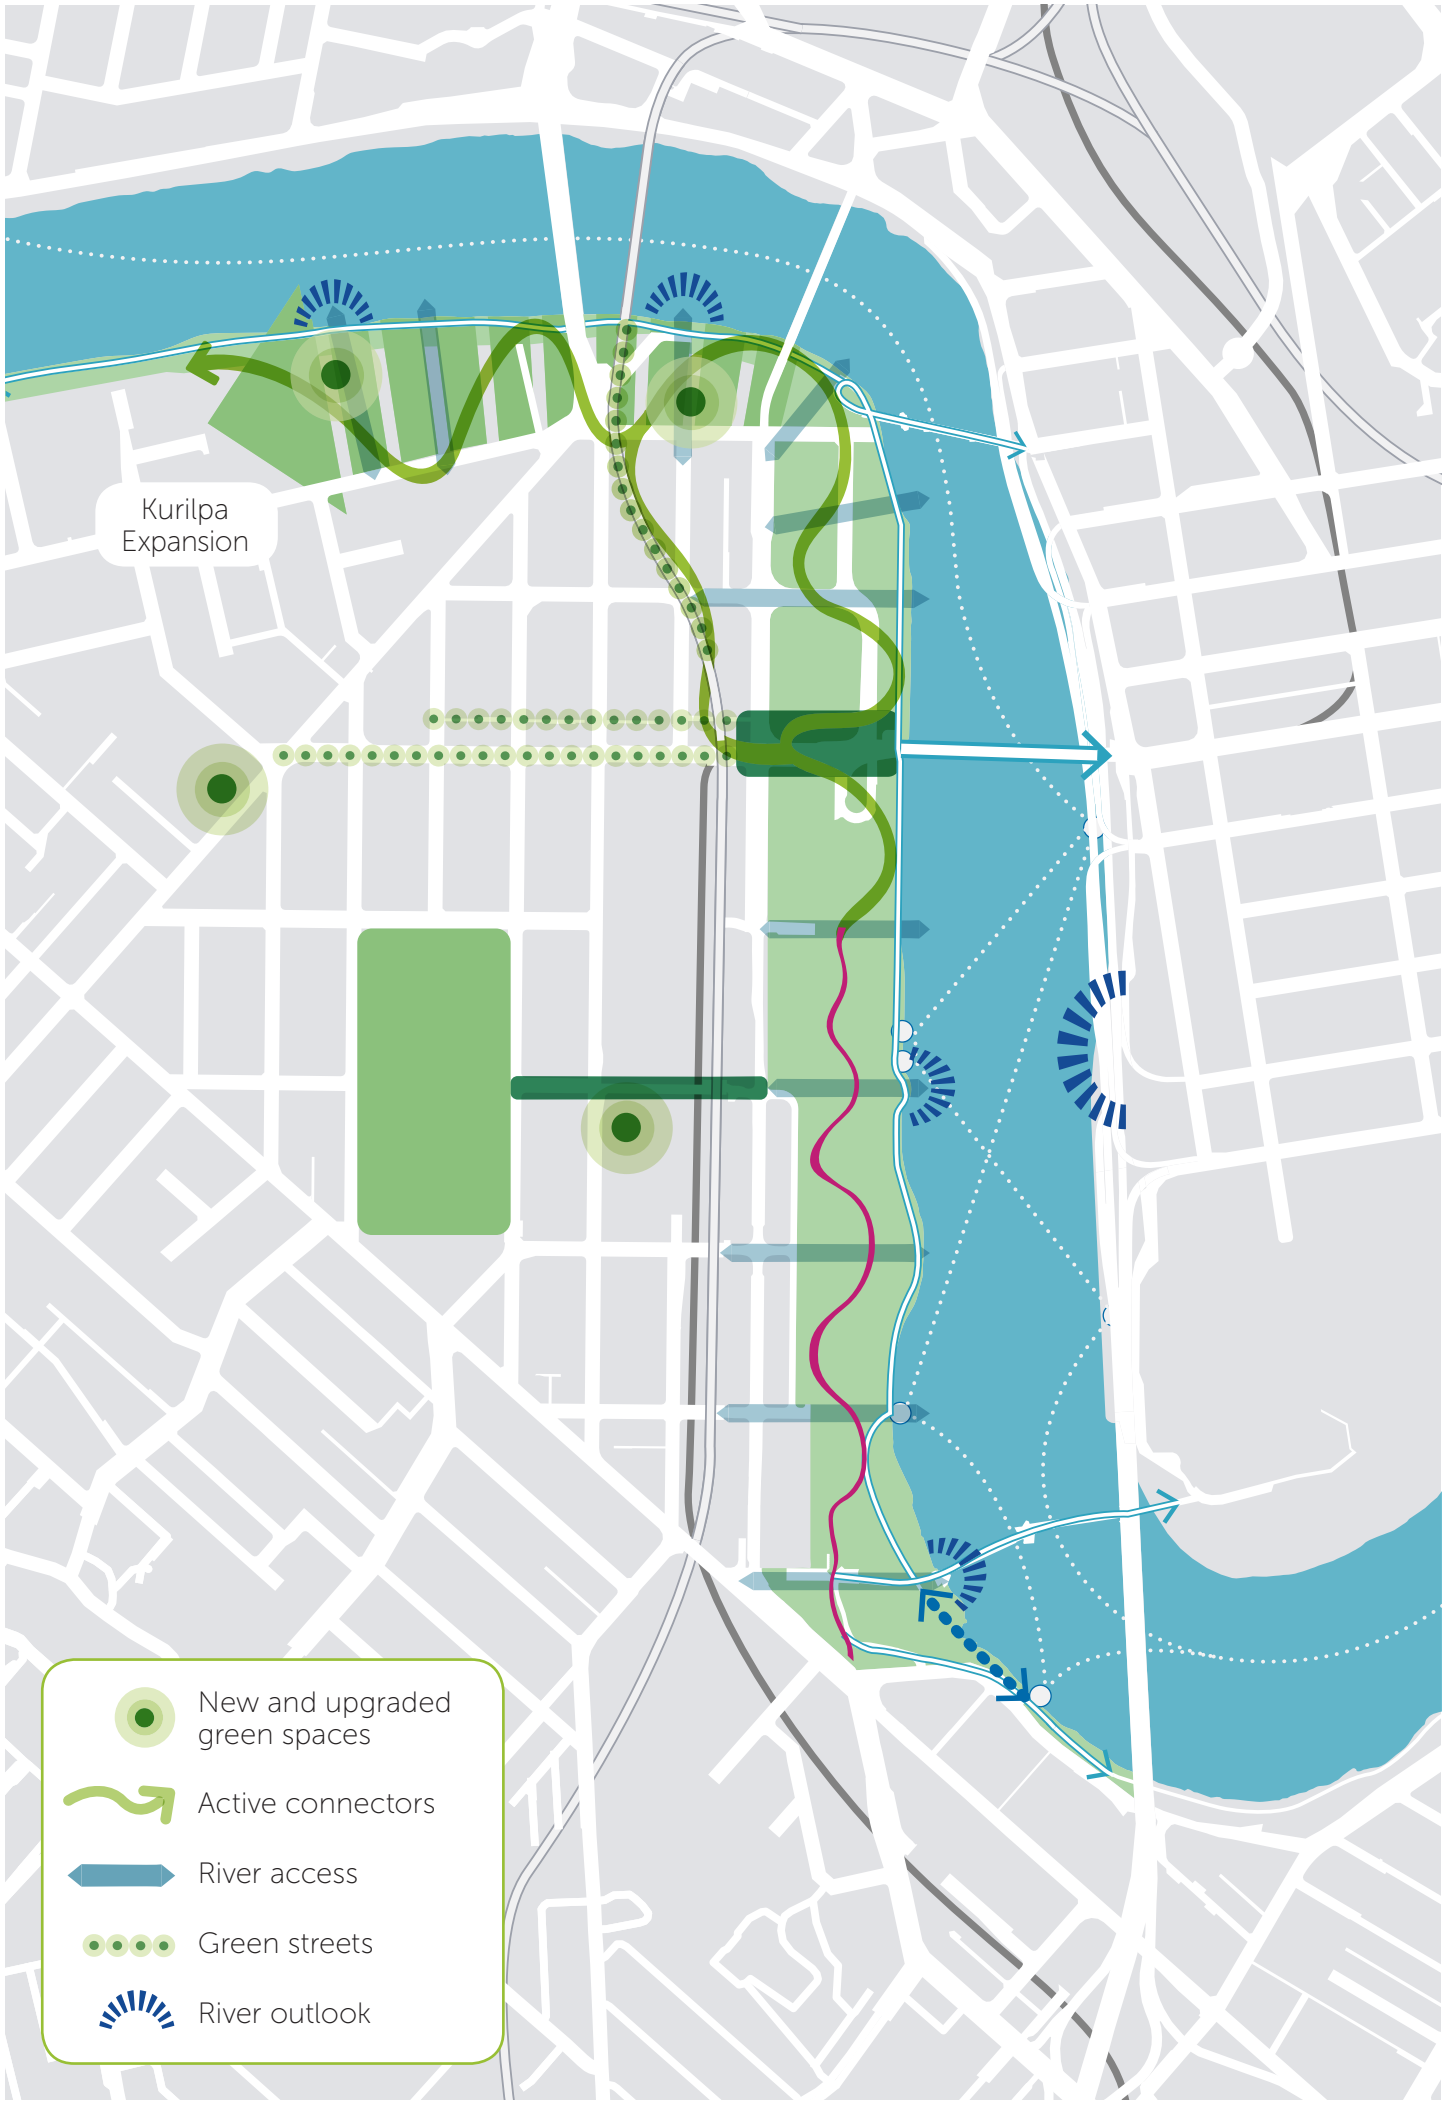 Kurilpa
Expansion
New and upgraded
green spaces
Active connectors
River access
Green streets
River outlook